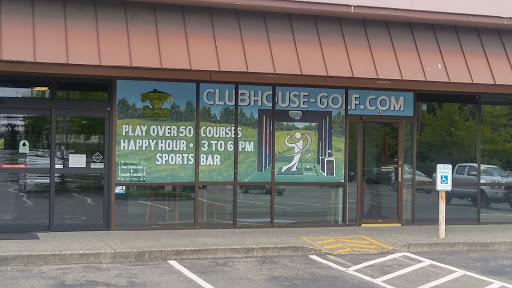 CLUBHOUSE-GOLF.COM
PLAY OVER 50 COURSES
HAPPY HOUR • 3 TO 6 PM
SPORTS BAR